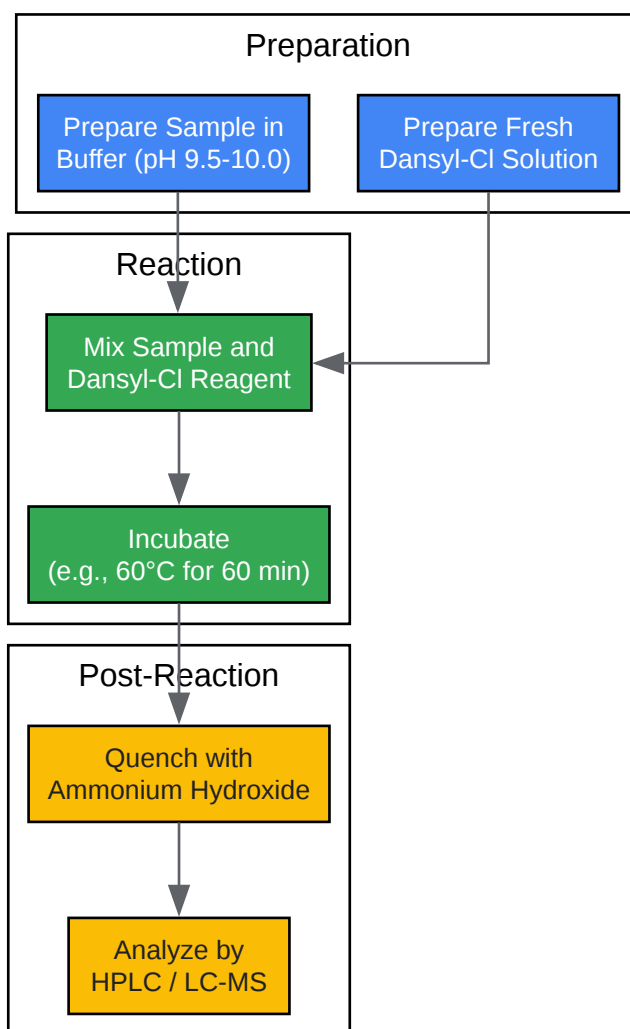 Preparation
Prepare Sample in
Buffer (pH 9.5-10.0)
Prepare Fresh
Dansyl-Cl Solution
Reaction
Mix Sample and
Dansyl-Cl Reagent
Incubate
(e.g., 60°C for 60 min)
Post-Reaction
Quench with
Ammonium Hydroxide
Analyze by
HPLC / LC-MS